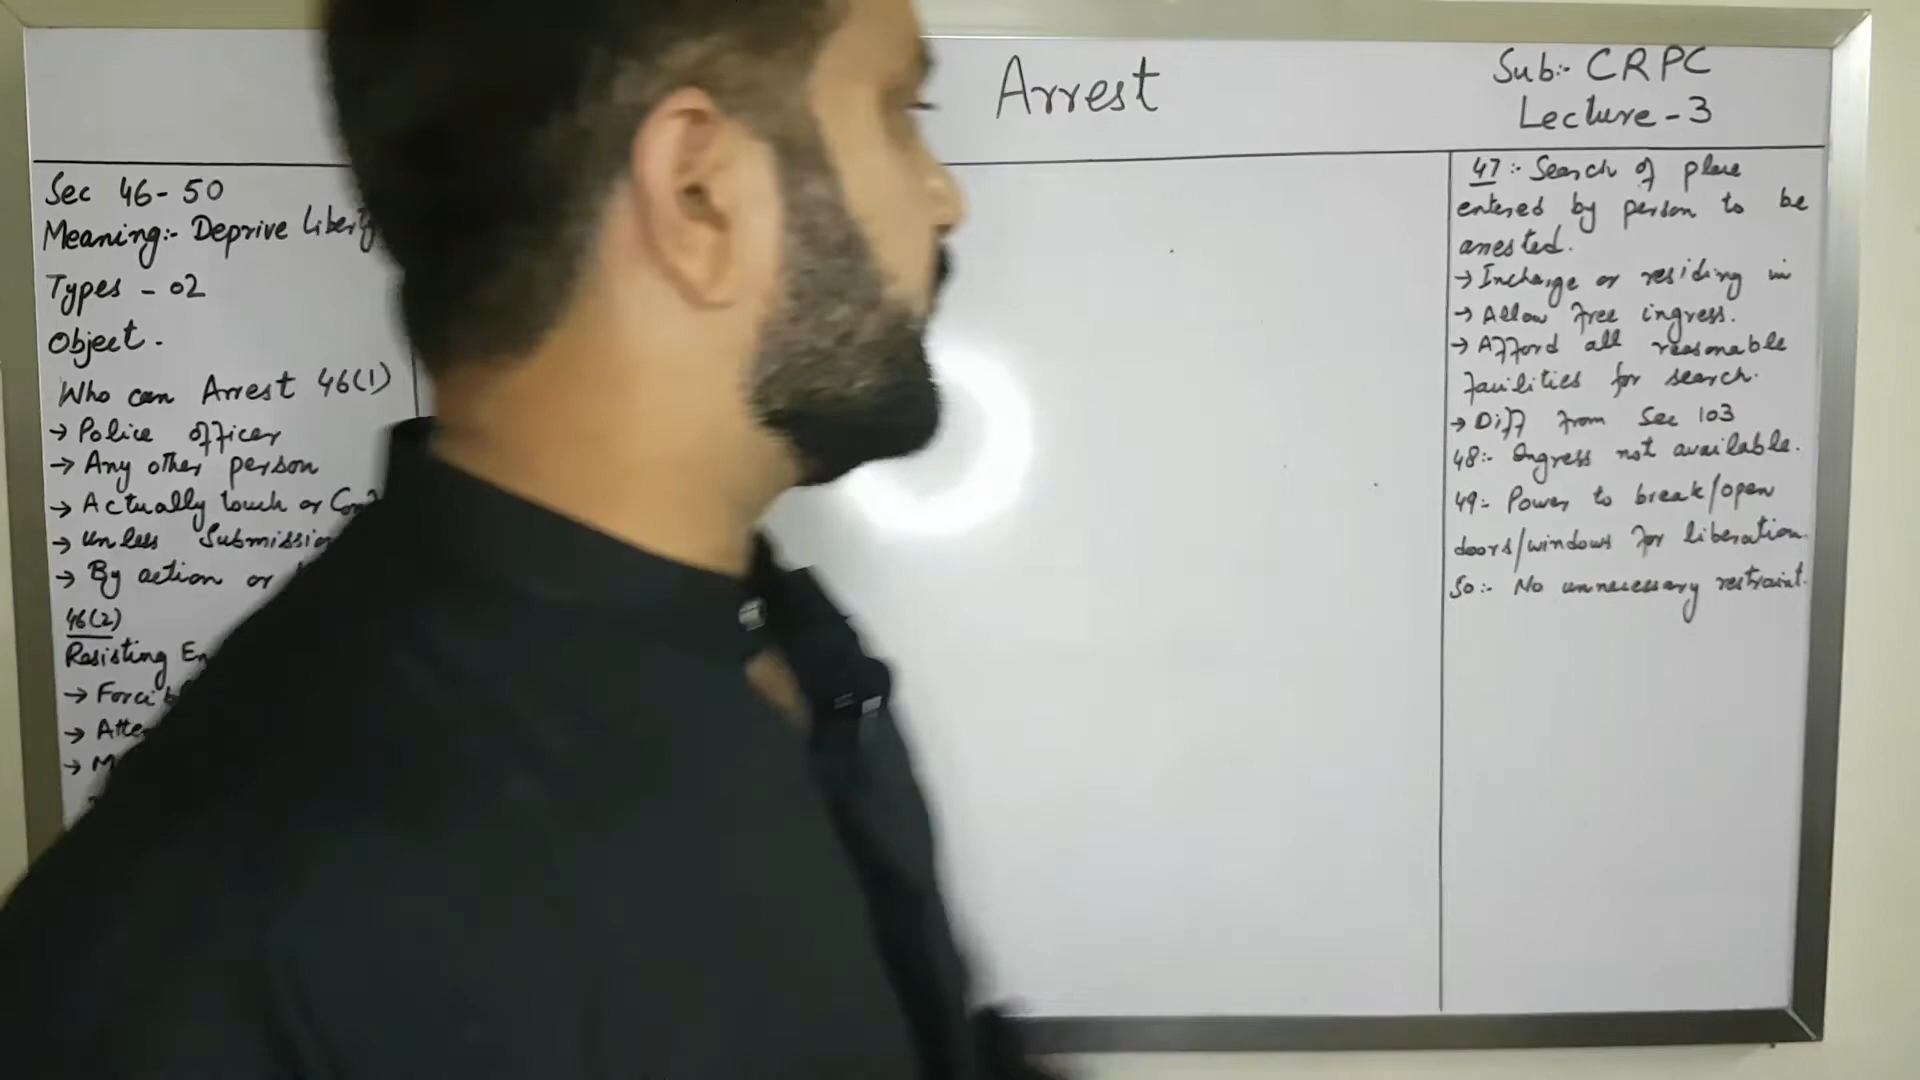 Arrest
Sub:- CRPC
Lecture-3
Sec 46-50
Meaning:- Deprive Liberty
Types - 02
Object.
Who can Arrest 46(1)
→ Police officer
→ Any other person
→ Actually touch or
→ Unless Submission
→ By action or
46(2)
Resisting
47:- Search of place
entered by person to be
arrested.
→ Incharge or residing in
→ Allow free ingress.
→ Afford all reasonable
facilities for search.
→ Diff from Sec 103
48:- Ingress not available.
49:- Power to break/open
doors/windows for liberation.
50:- No unnecessary restraint.